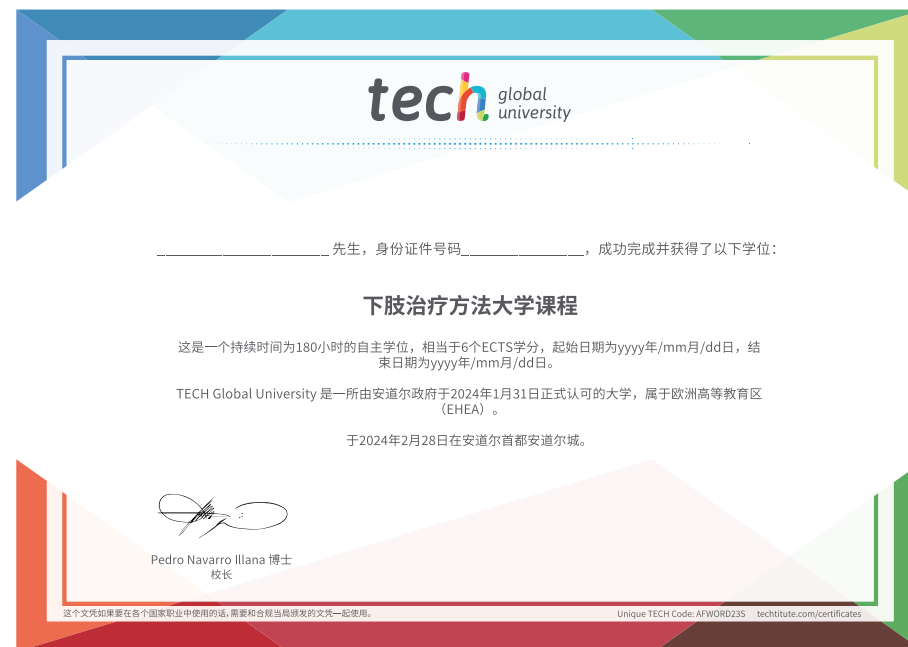 tech global university
_____________________ 先生，身份证件号码______________，成功完成并获得了以下学位：
下肢治疗方法大学课程
这是一个持续时间为180小时的自主学位，相当于6个ECTS学分，起始日期为yyyy年/mm月/dd日，结
束日期为yyyy年/mm月/dd日。
TECH Global University 是一所由安道尔政府于2024年1月31日正式认可的大学，属于欧洲高等教育区
（EHEA）。
于2024年2月28日在安道尔首都安道尔城。
Pedro Navarro Illana 博士
校长
这个文凭如果要在各个国家职业中使用的话，需要和合规当局颁发的文凭一起使用。
Unique TECH Code: AFWORD23S techtitute.com/certificates